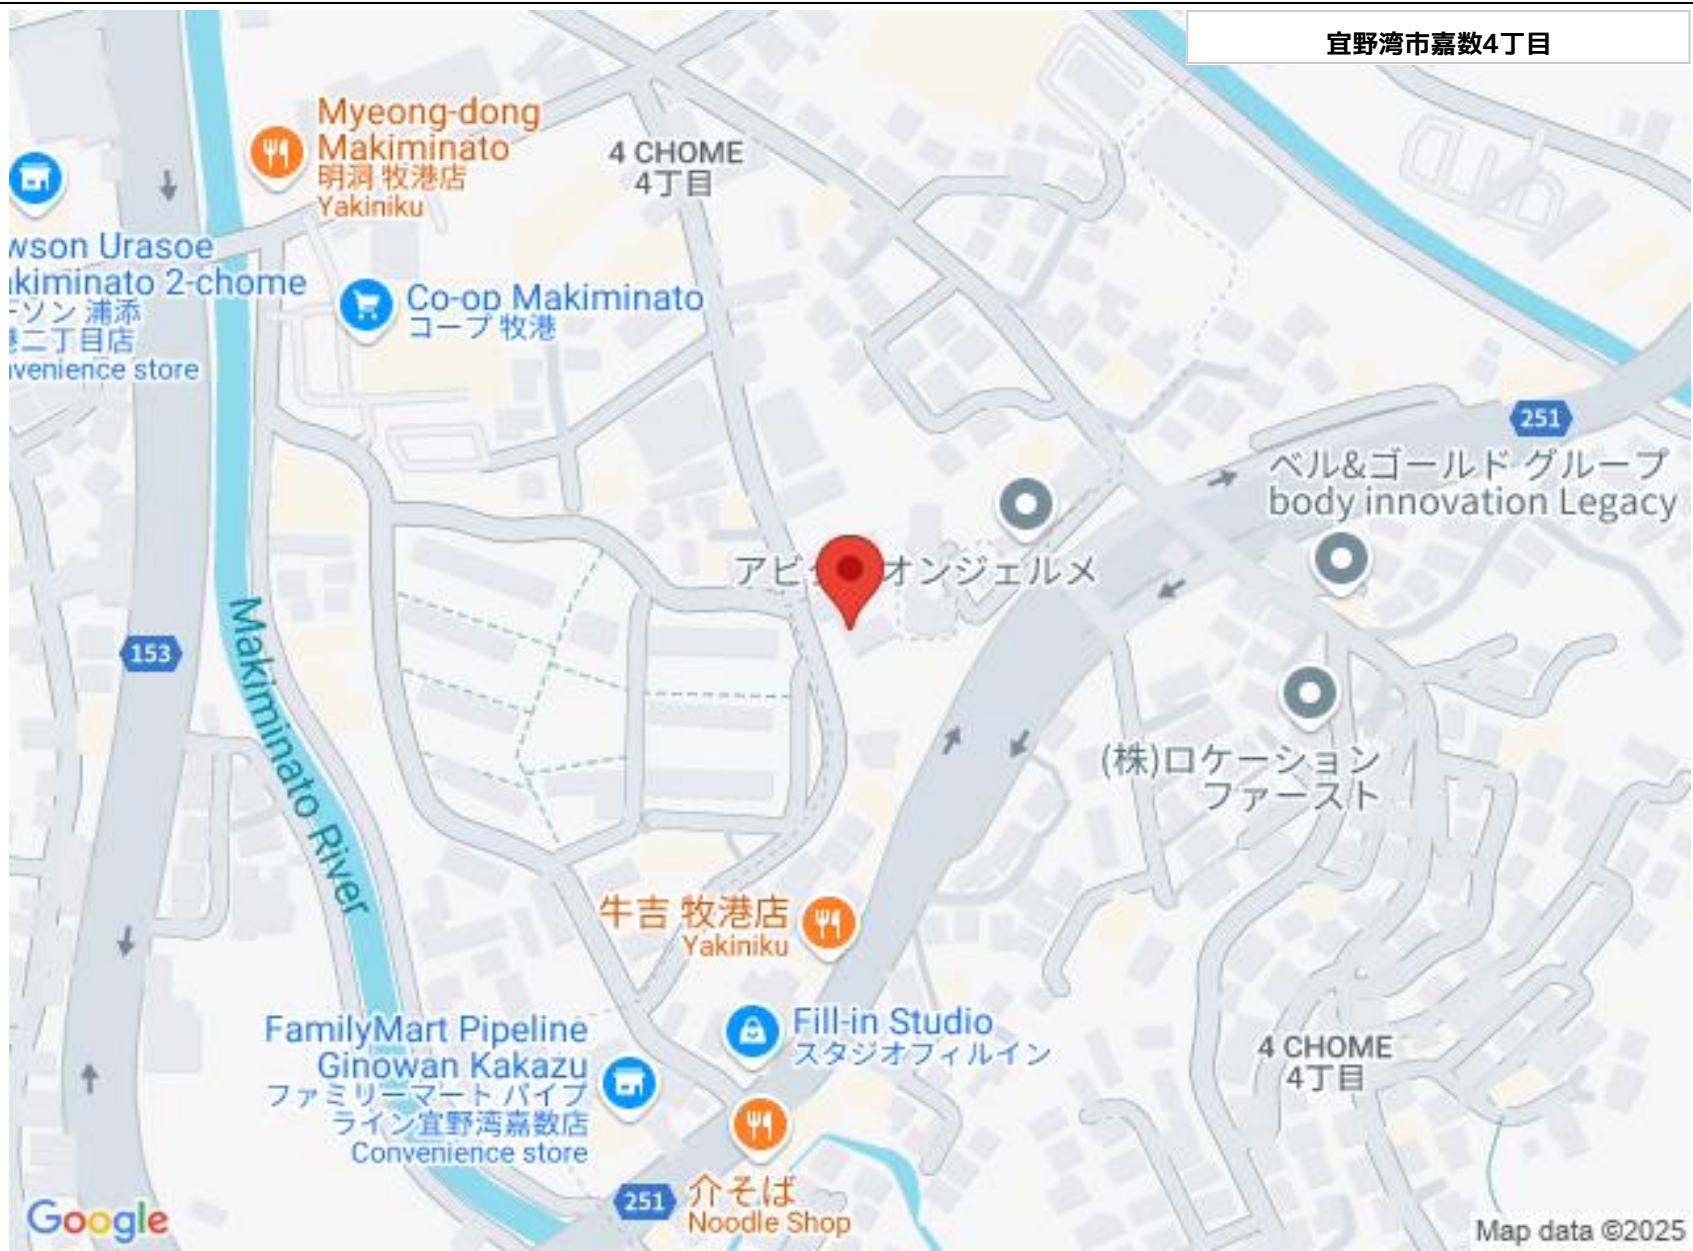 宜野湾市嘉数4丁目
Myeong-dong
Makiminato
明洞 牧港店
Yakiniku
4 CHOME
4丁目
wson Urasoe
kiminato 2-chome
ーソン 浦添
港二丁目店
nvenience store
Co-op Makiminato
コープ 牧港
251
ベル&ゴールド グループ
body innovation Legacy
アビ
オンジェルメ
153
Makiminato River
(株)ロケーション
ファースト
牛吉 牧港店
Yakiniku
Fill-in Studio
スタジオフィルイン
FamilyMart Pipeline
Ginowan Kakazu
ファミリーマート パイプ
ライン宜野湾嘉数店
Convenience store
4 CHOME
4丁目
251
介そば
Noodle Shop
Google
Map data ©2025